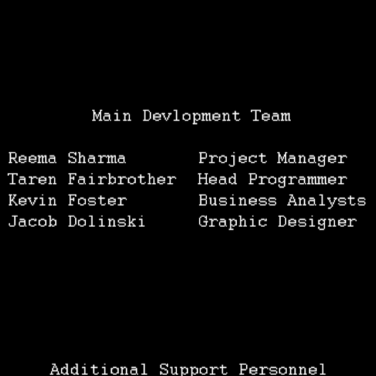 Main Devlopment Team
Reema Sharma Project Manager
Taren Fairbrother Head Programmer
Kevin Foster Business Analysts
Jacob Dolinski Graphic Designer
Additional Support Personnel